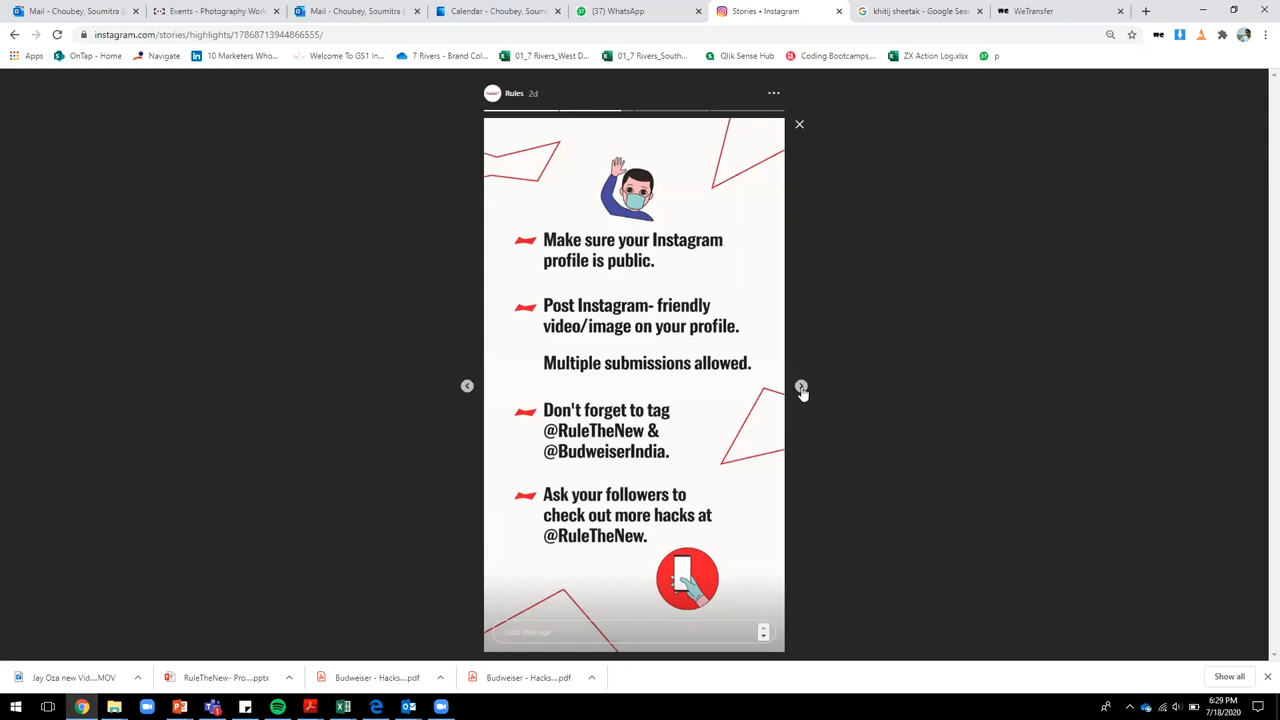 Mail - Choubey, Soumitra (
Events - Photography Work
Mail - Choubey, Soumitra (
Calendar - Choubey, Soumi
(37) WhatsApp
Stories • Instagram
khitij sheetak - Google Sear
WeTransfer
instagram.com/stories/highlights/17868713944866555/
Apps
OnTap - Home
Navigate
10 Marketers Who...
Welcome To GS1 In...
7 Rivers - Brand Col...
01_7 Rivers_West D...
01_7 Rivers_South...
Qlik Sense Hub
Coding Bootcamps,...
ZX Action Log.xlsx
p
Rules 2d
Make sure your Instagram
profile is public.
Post Instagram- friendly
video/image on your profile.
Multiple submissions allowed.
Don't forget to tag
@RuleTheNew &
@BudweiserIndia.
Ask your followers to
check out more hacks at
@RuleTheNew.
Send Message
Jay Oza new Vid....MOV
RuleTheNew- Pro....pptx
Budweiser - Hacks....pdf
Budweiser - Hacks....pdf
Show all
6:29 PM
7/18/2020